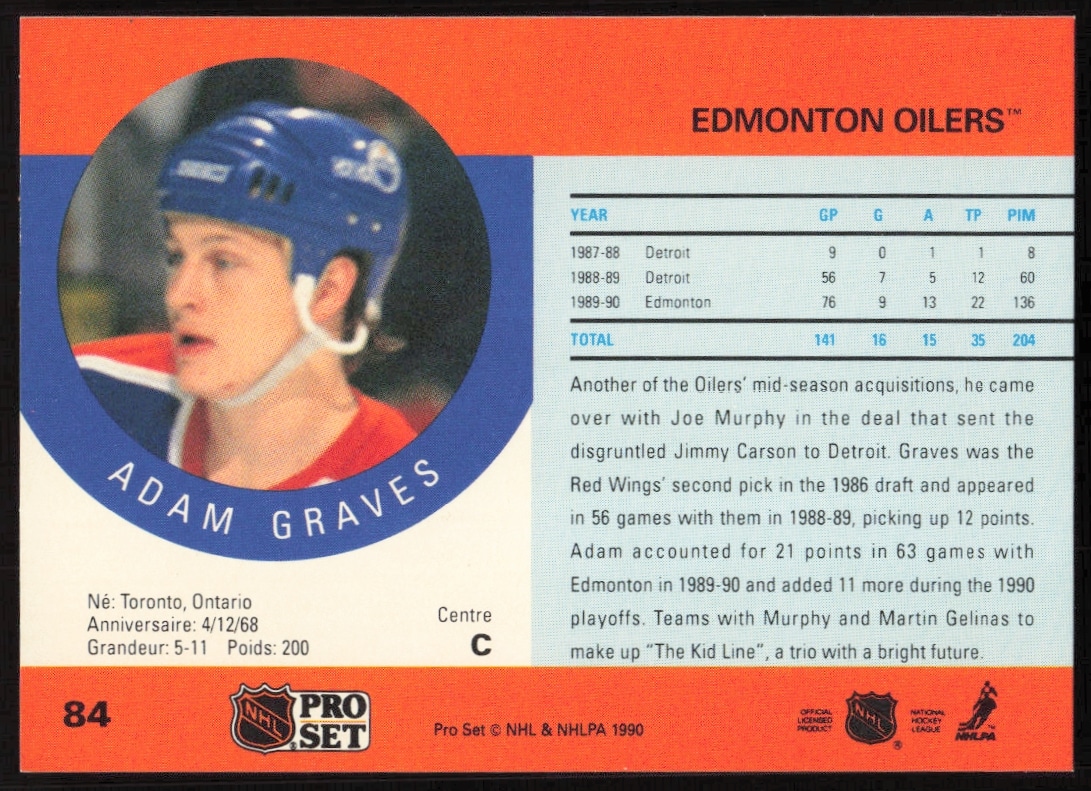 EDMONTON OILERS™
YEAR GP G A TP PIM
1987-88 Detroit 9 0 1 1 8
1988-89 Detroit 56 7 5 12 60
1989-90 Edmonton 76 9 13 22 136
TOTAL 141 16 15 35 204
Another of the Oilers' mid-season acquisitions, he came
over with Joe Murphy in the deal that sent the
disgruntled Jimmy Carson to Detroit. Graves was the
Red Wings' second pick in the 1986 draft and appeared
in 56 games with them in 1988-89, picking up 12 points.
Adam accounted for 21 points in 63 games with
Edmonton in 1989-90 and added 11 more during the 1990
playoffs. Teams with Murphy and Martin Gelinas to
make up "The Kid Line", a trio with a bright future.
ADAM GRAVES
Né: Toronto, Ontario
Anniversaire: 4/12/68
Grandeur: 5-11 Poids: 200
Centre
C
84
NHL
PRO
SET
®
Pro Set © NHL & NHLPA 1990
OFFICIAL
LICENSED
PRODUCT
NHL
®
NATIONAL
HOCKEY
LEAGUE
™
NHLPA